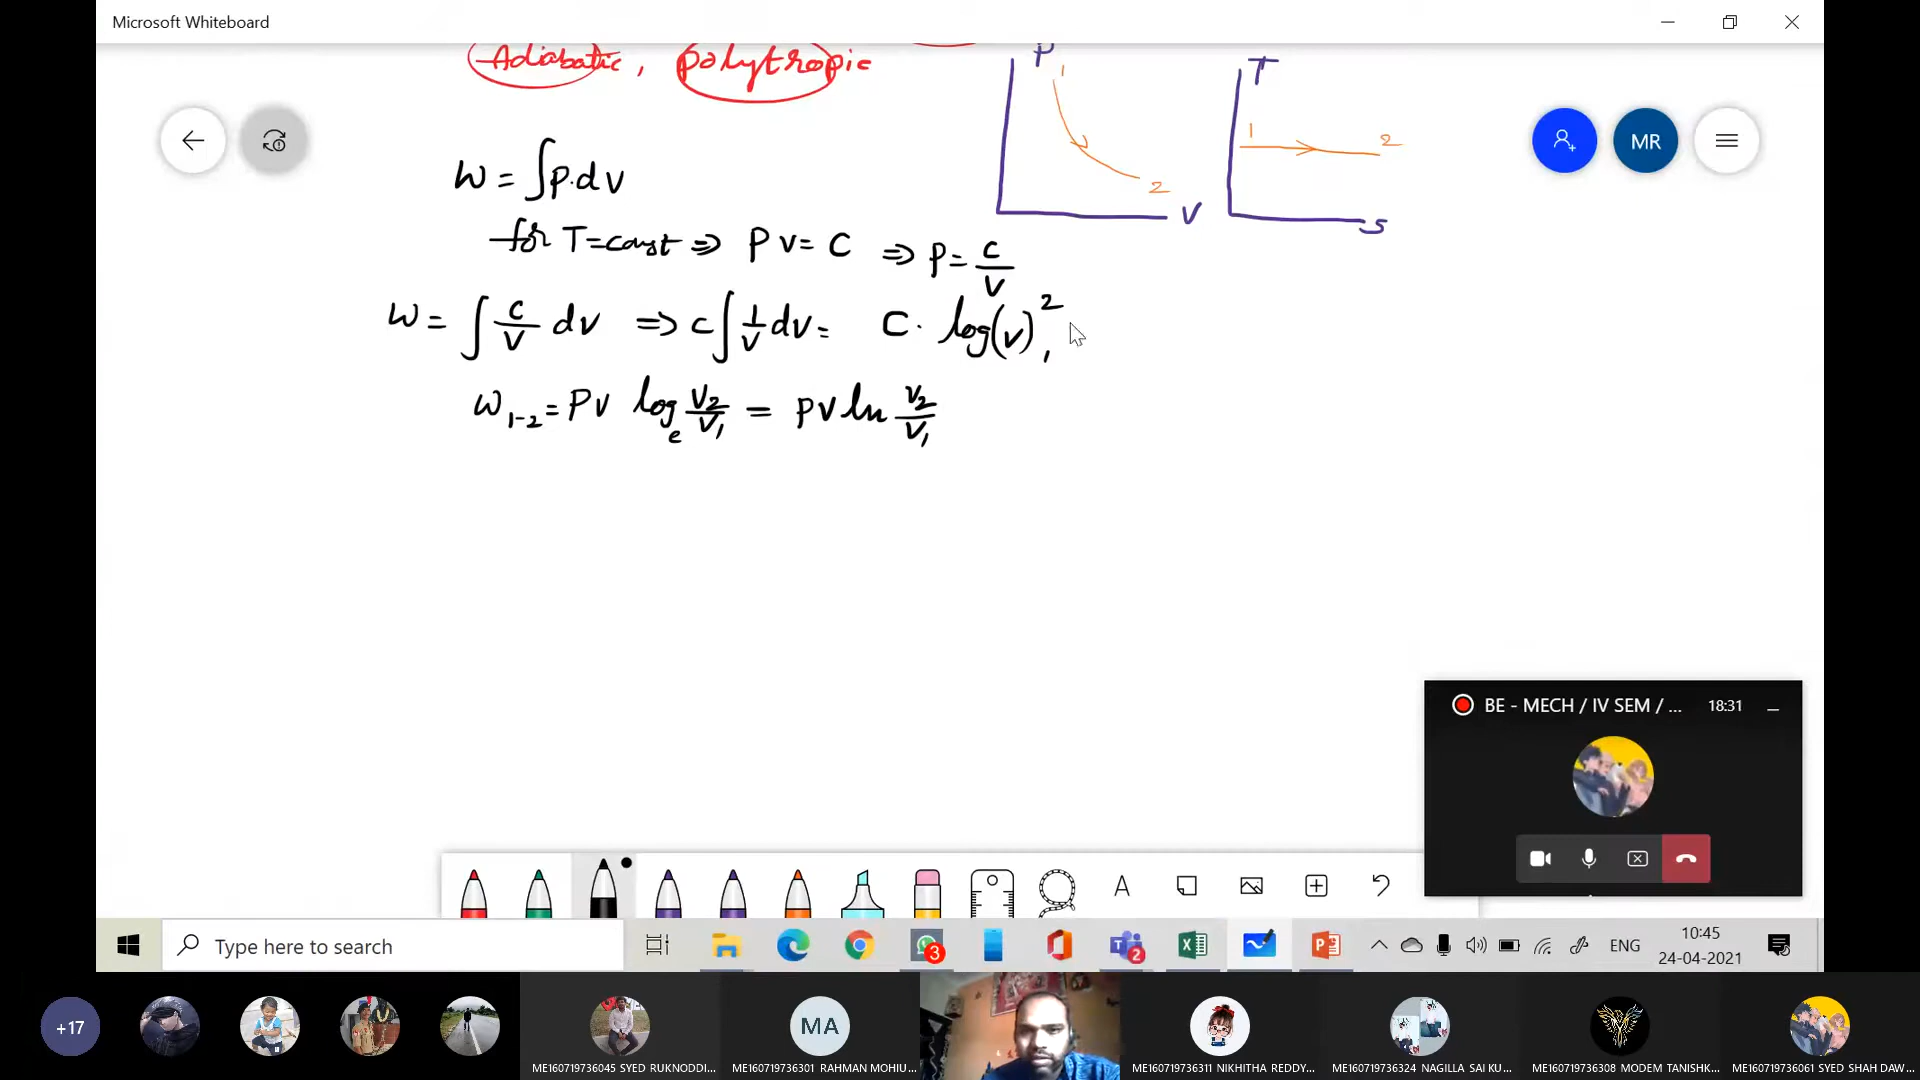 Microsoft Whiteboard
Adiabatic, polytropic
P
1
2
V
T
1
2
S
MR
W = ∫p.dv
for T=const ⇒ PV = C ⇒ P = C/V
W = ∫ C/V dv ⇒ c∫ 1/V dv = C. log(v)₁²
W₁₋₂ = PV logₑ V₂/V₁ = PV ln V₂/V₁
BE - MECH / IV SEM / ... 18:31
A
Type here to search
3
2
ENG
10:45
24-04-2021
+17
MA
ME160719736045 SYED RUKNODDI...
ME160719736301 RAHMAN MOHIU...
ME160719736311 NIKHITHA REDDY...
ME160719736324 NAGILLA SAI KU...
ME160719736308 MODEM TANISHK...
ME160719736061 SYED SHAH DAW...